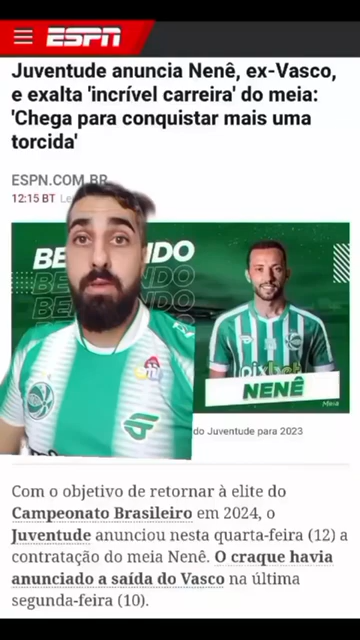 ESPN
Juventude anuncia Nenê, ex-Vasco,
e exalta 'incrível carreira' do meia:
'Chega para conquistar mais uma
torcida'
ESPN.COM.BR
12:15 BT
pixbet
NENÊ
Meia
do Juventude para 2023
Com o objetivo de retornar à elite do
Campeonato Brasileiro em 2024, o
Juventude anunciou nesta quarta-feira (12) a
contratação do meia Nenê. O craque havia
anunciado a saída do Vasco na última
segunda-feira (10).